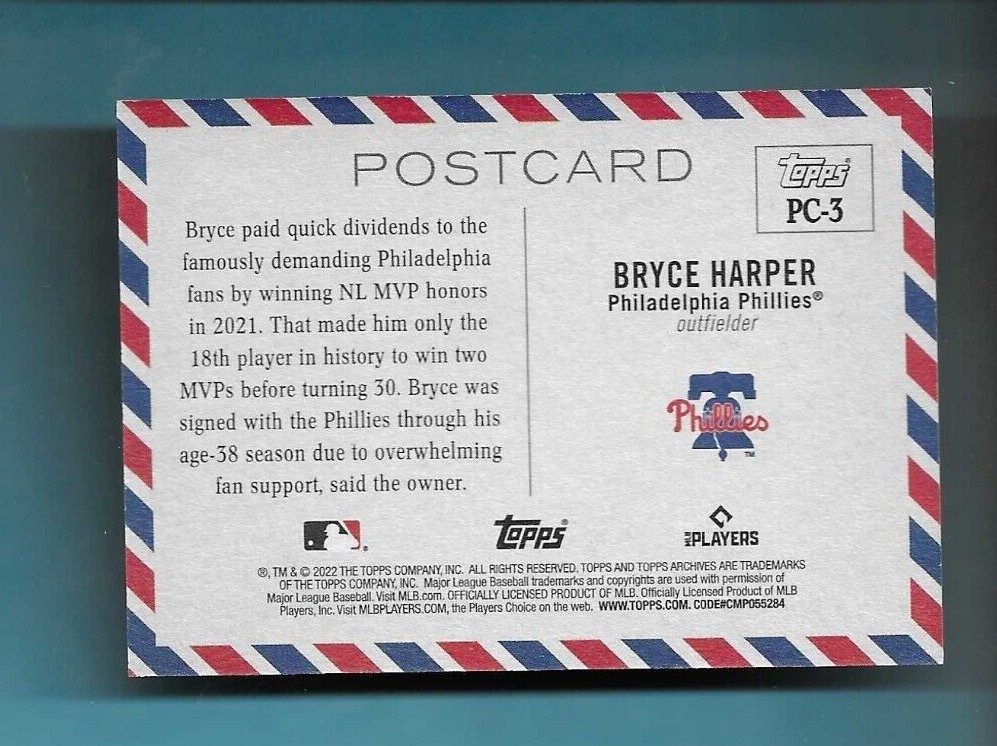 POSTCARD
Topps®
PC-3
Bryce paid quick dividends to the
famously demanding Philadelphia
fans by winning NL MVP honors
in 2021. That made him only the
18th player in history to win two
MVPs before turning 30. Bryce was
signed with the Phillies through his
age-38 season due to overwhelming
fan support, said the owner.
BRYCE HARPER
Philadelphia Phillies®
outfielder
Phillies
TM
Topps®
MLB PLAYERS
®, TM & © 2022 THE TOPPS COMPANY, INC. ALL RIGHTS RESERVED. TOPPS AND TOPPS ARCHIVES ARE TRADEMARKS
OF THE TOPPS COMPANY, INC. Major League Baseball trademarks and copyrights are used with permission of
Major League Baseball. Visit MLB.com. OFFICIALLY LICENSED PRODUCT OF MLB. Officially Licensed Product of MLB
Players, Inc. Visit MLBPLAYERS.COM, the Players Choice on the web. WWW.TOPPS.COM. CODE#CMP055284